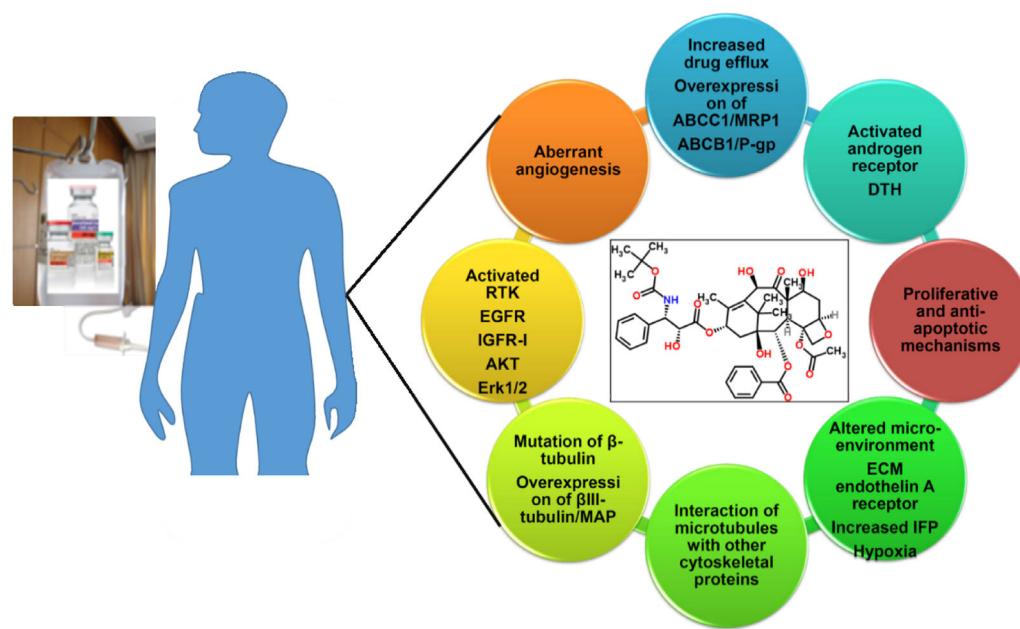 Increased
drug efflux
Overexpressi
on of
ABCC1/MRP1
ABCB1/P-gp
Activated
androgen
receptor
DTH
Proliferative
and anti-
apoptotic
mechanisms
Altered micro-
environment
ECM
endothelin A
receptor
Increased IFP
Hypoxia
Interaction of
microtubules
with other
cytoskeletal
proteins
Mutation of β-
tubulin
Overexpressi
on of βIII-
tubulin/MAP
Activated
RTK
EGFR
IGFR-I
AKT
Erk1/2
Aberrant
angiogenesis
CH₃
H₃C
H₃C
O
O
NH
O
O
OH
CH₃
HO
O
OH
CH₃
CH₃
CH₃
H
H
O
OH
O
O
CH₃
O
O